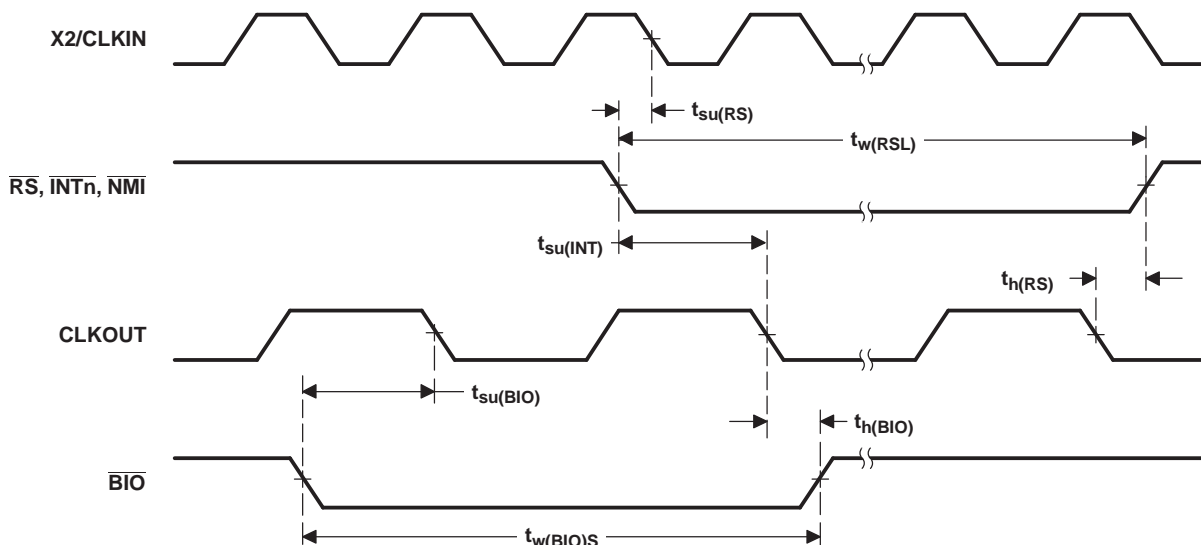 X2/CLKIN
tsu(RS)
tw(RSL)
RS, INTn, NMI
tsu(INT)
th(RS)
CLKOUT
tsu(BIO)
th(BIO)
BIO
tw(BIO)S